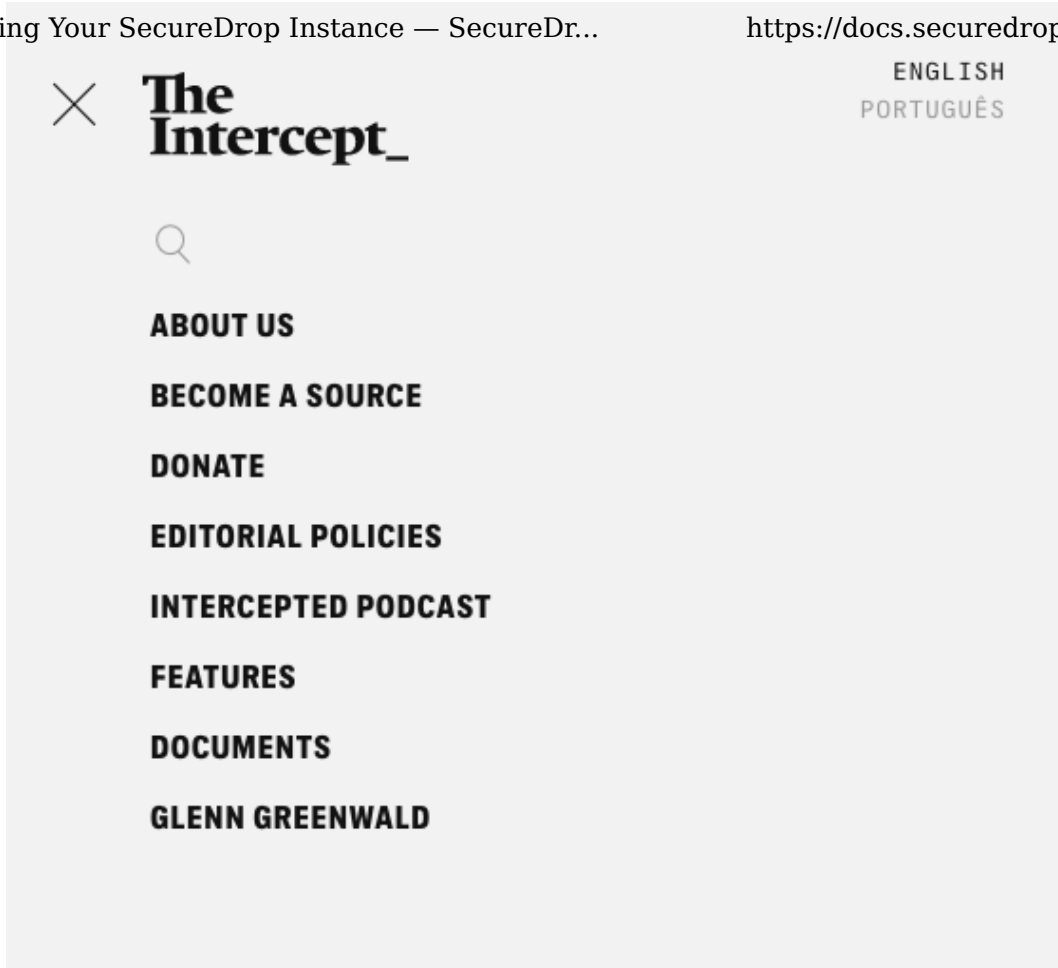 ing Your SecureDrop Instance — SecureDr... https://docs.securedrop
ENGLISH
PORTUGUÊS
The
Intercept_
ABOUT US
BECOME A SOURCE
DONATE
EDITORIAL POLICIES
INTERCEPTED PODCAST
FEATURES
DOCUMENTS
GLENN GREENWALD